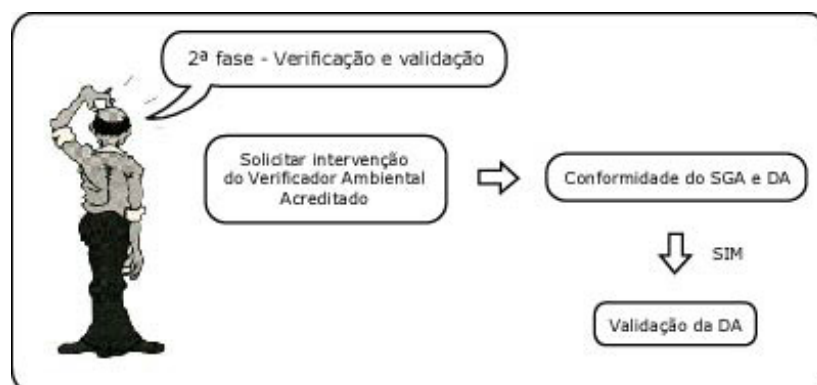 2ª fase - Verificação e validação
Solicitar intervenção
do Verificador Ambiental
Acreditado
Conformidade do SGA e DA
SIM
Validação da DA